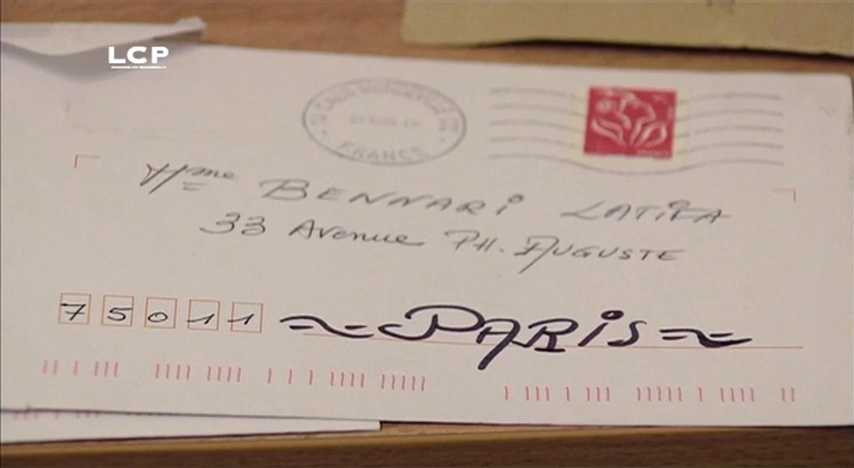 LCP
FRANCE
Mme BENNARI LATIFA
33 Avenue PH. AUGUSTE
75011 ≈ PARIS ≈